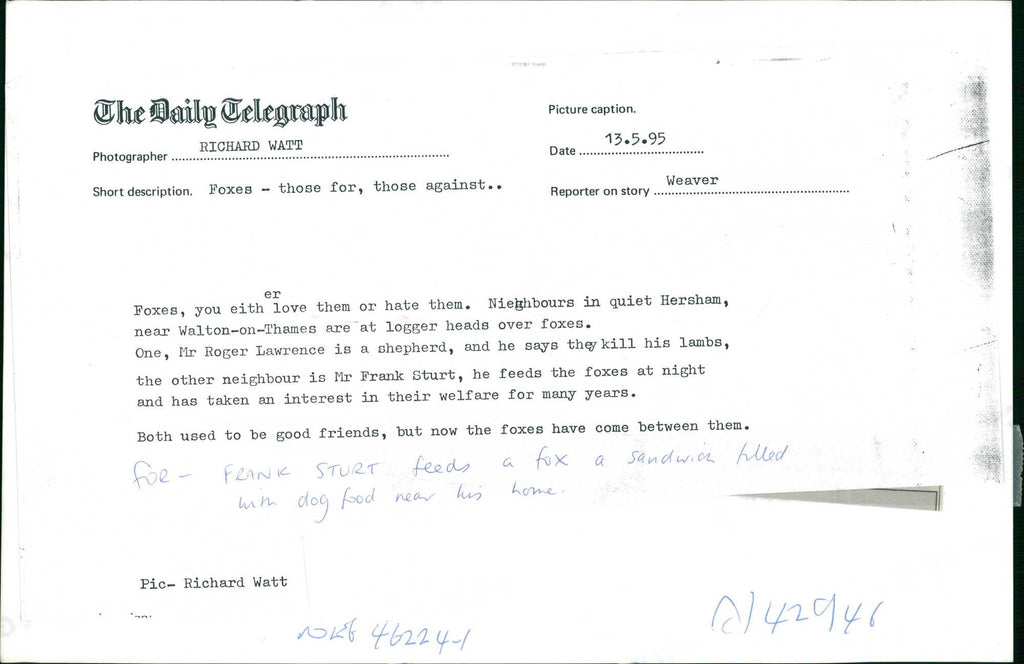 The Daily Telegraph
Picture caption.
Photographer RICHARD WATT
Date 13.5.95
Short description. Foxes - those for, those against..
Reporter on story Weaver
er
Foxes, you eith love them or hate them. Nieghbours in quiet Hersham,
near Walton-on-Thames are at logger heads over foxes.
One, Mr Roger Lawrence is a shepherd, and he says they kill his lambs,
the other neighbour is Mr Frank Sturt, he feeds the foxes at night
and has taken an interest in their welfare for many years.
Both used to be good friends, but now the foxes have come between them.
FOR - FRANK STURT feeds a fox a sandwich filled
with dog food near his home.
Pic- Richard Watt
46224-1
42946